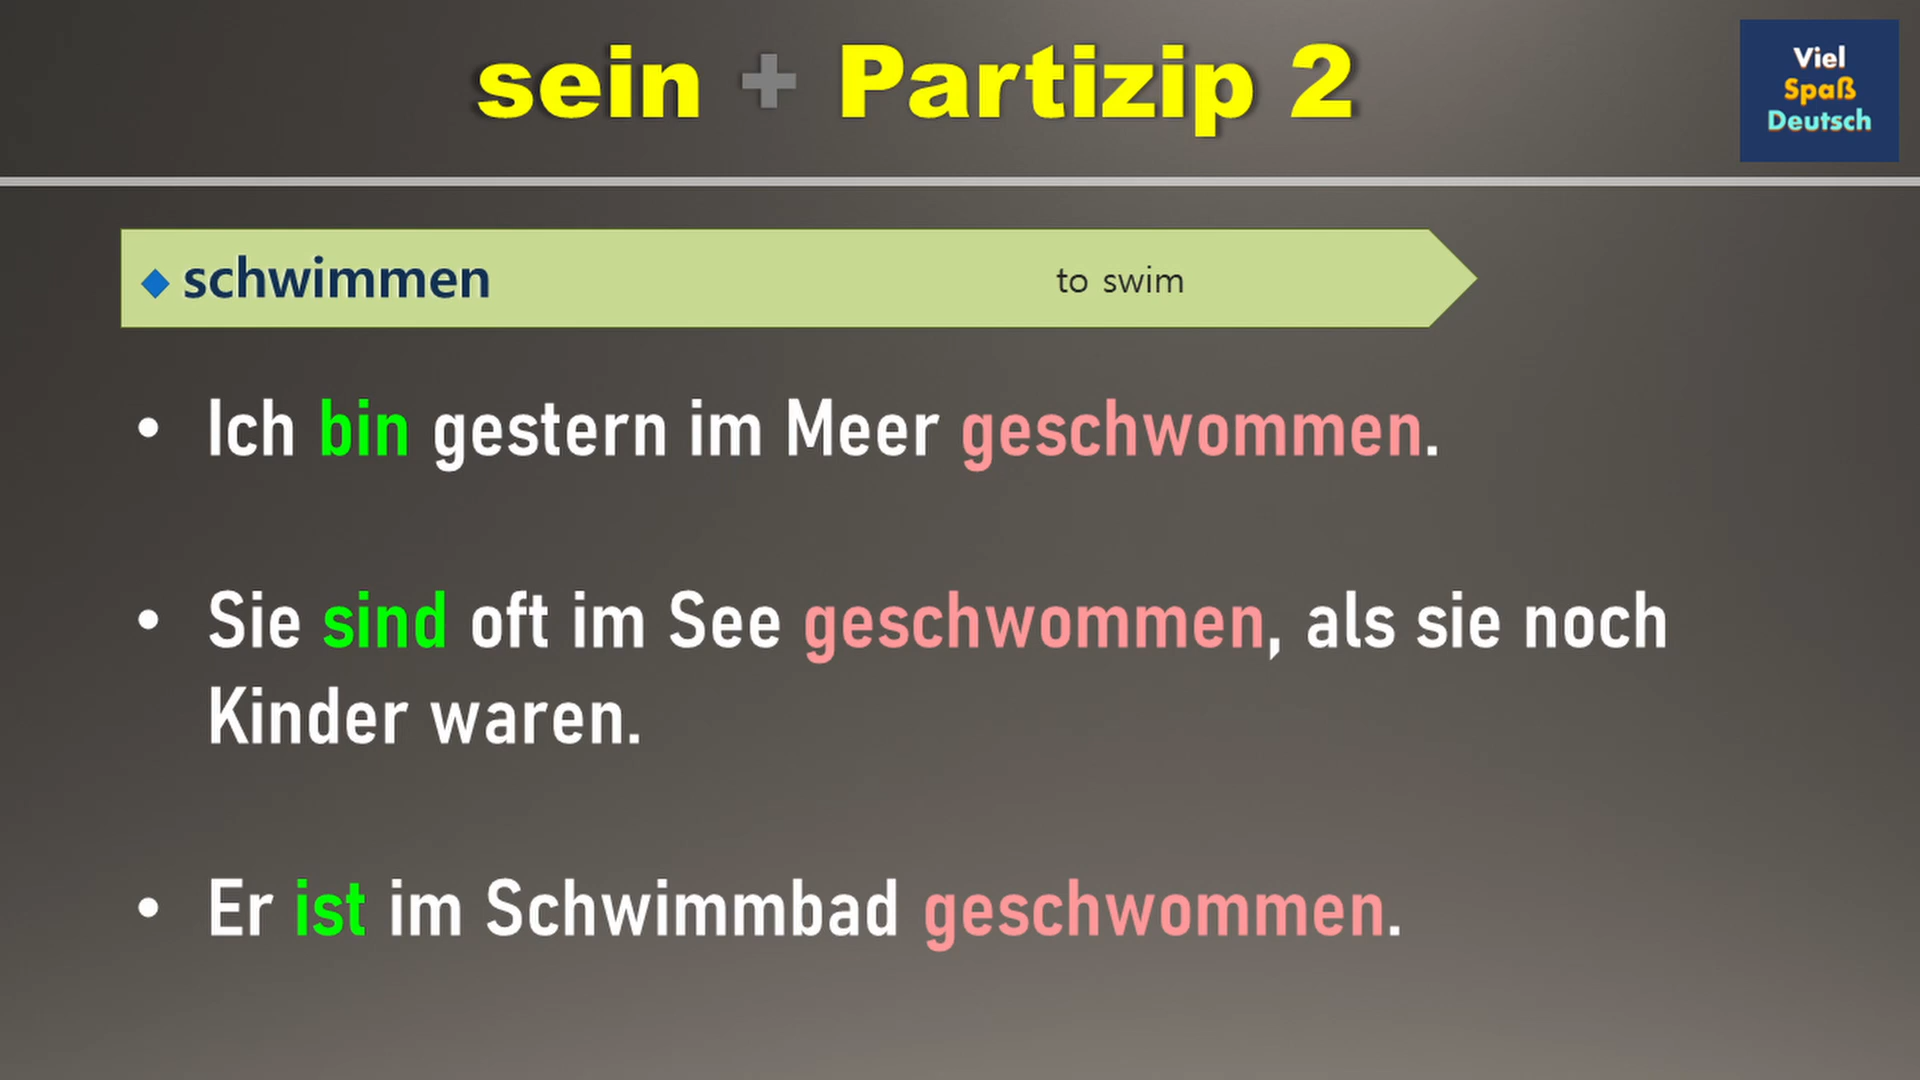 sein + Partizip 2
Viel
Spaß
Deutsch
schwimmen to swim
• Ich bin gestern im Meer geschwommen.
• Sie sind oft im See geschwommen, als sie noch
Kinder waren.
• Er ist im Schwimmbad geschwommen.